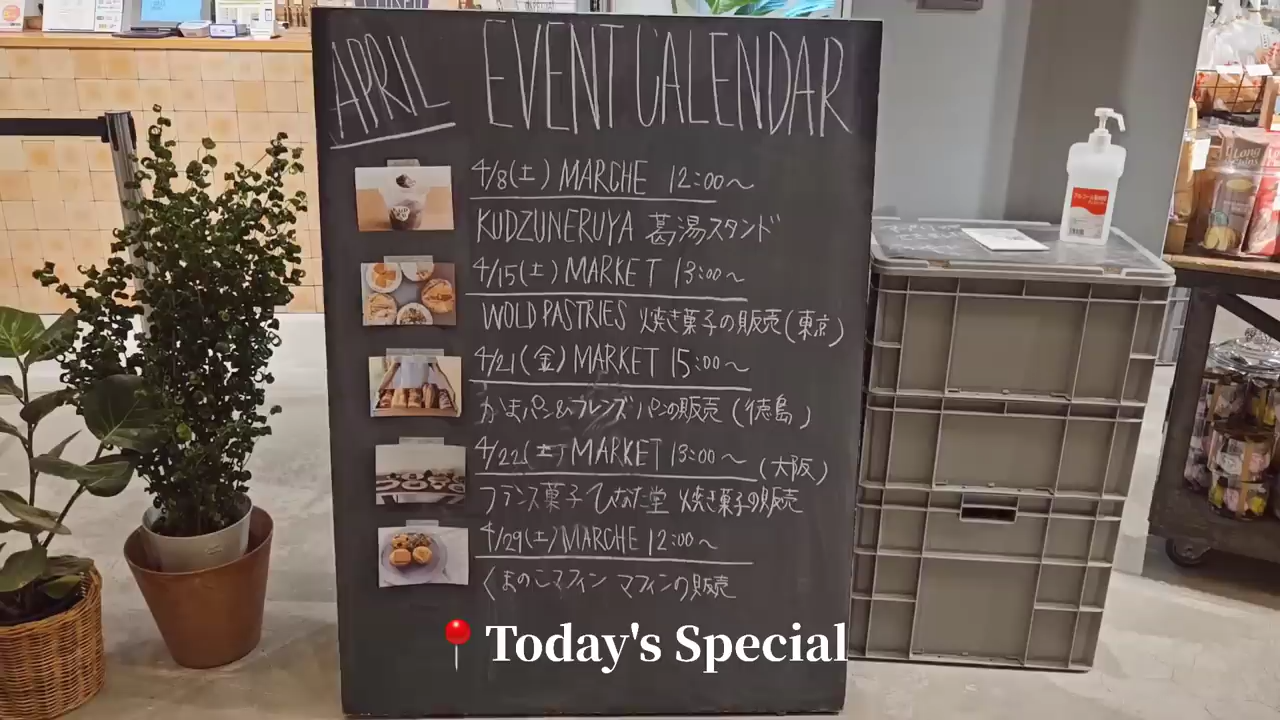 APRIL
EVENT CALENDAR
4/8(土) MARCHE 12:00～
KUDZUNERUYA 葛湯スタンド
4/15(土) MARKET 13:00～
WOLD PASTRIES 焼き菓子の販売(東京)
4/21(金) MARKET 15:00～
かまパン&フレンズ パンの販売 (徳島)
4/22(土) MARKET 13:00～ (大阪)
フランス菓子 ひなた堂 焼き菓子の販売
4/29(土) MARCHE 12:00～
くまのこマフィン マフィンの販売
📍Today's Special